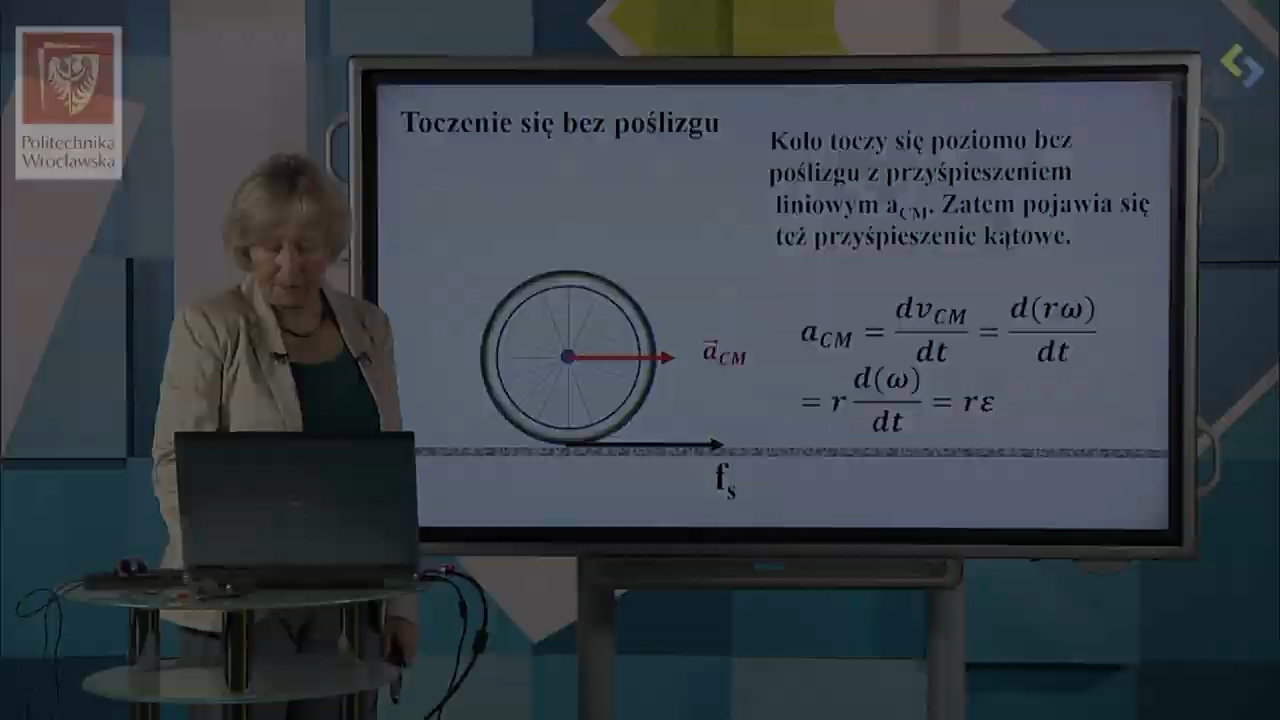 Politechnika
Wrocławska
Toczenie się bez poślizgu
Koło toczy się poziomo bez
poślizgu z przyśpieszeniem
liniowym a_CM. Zatem pojawia się
też przyśpieszenie kątowe.
a_CM = dv_CM/dt = d(rω)/dt
= r d(ω)/dt = rε
a⃗_CM
f_s